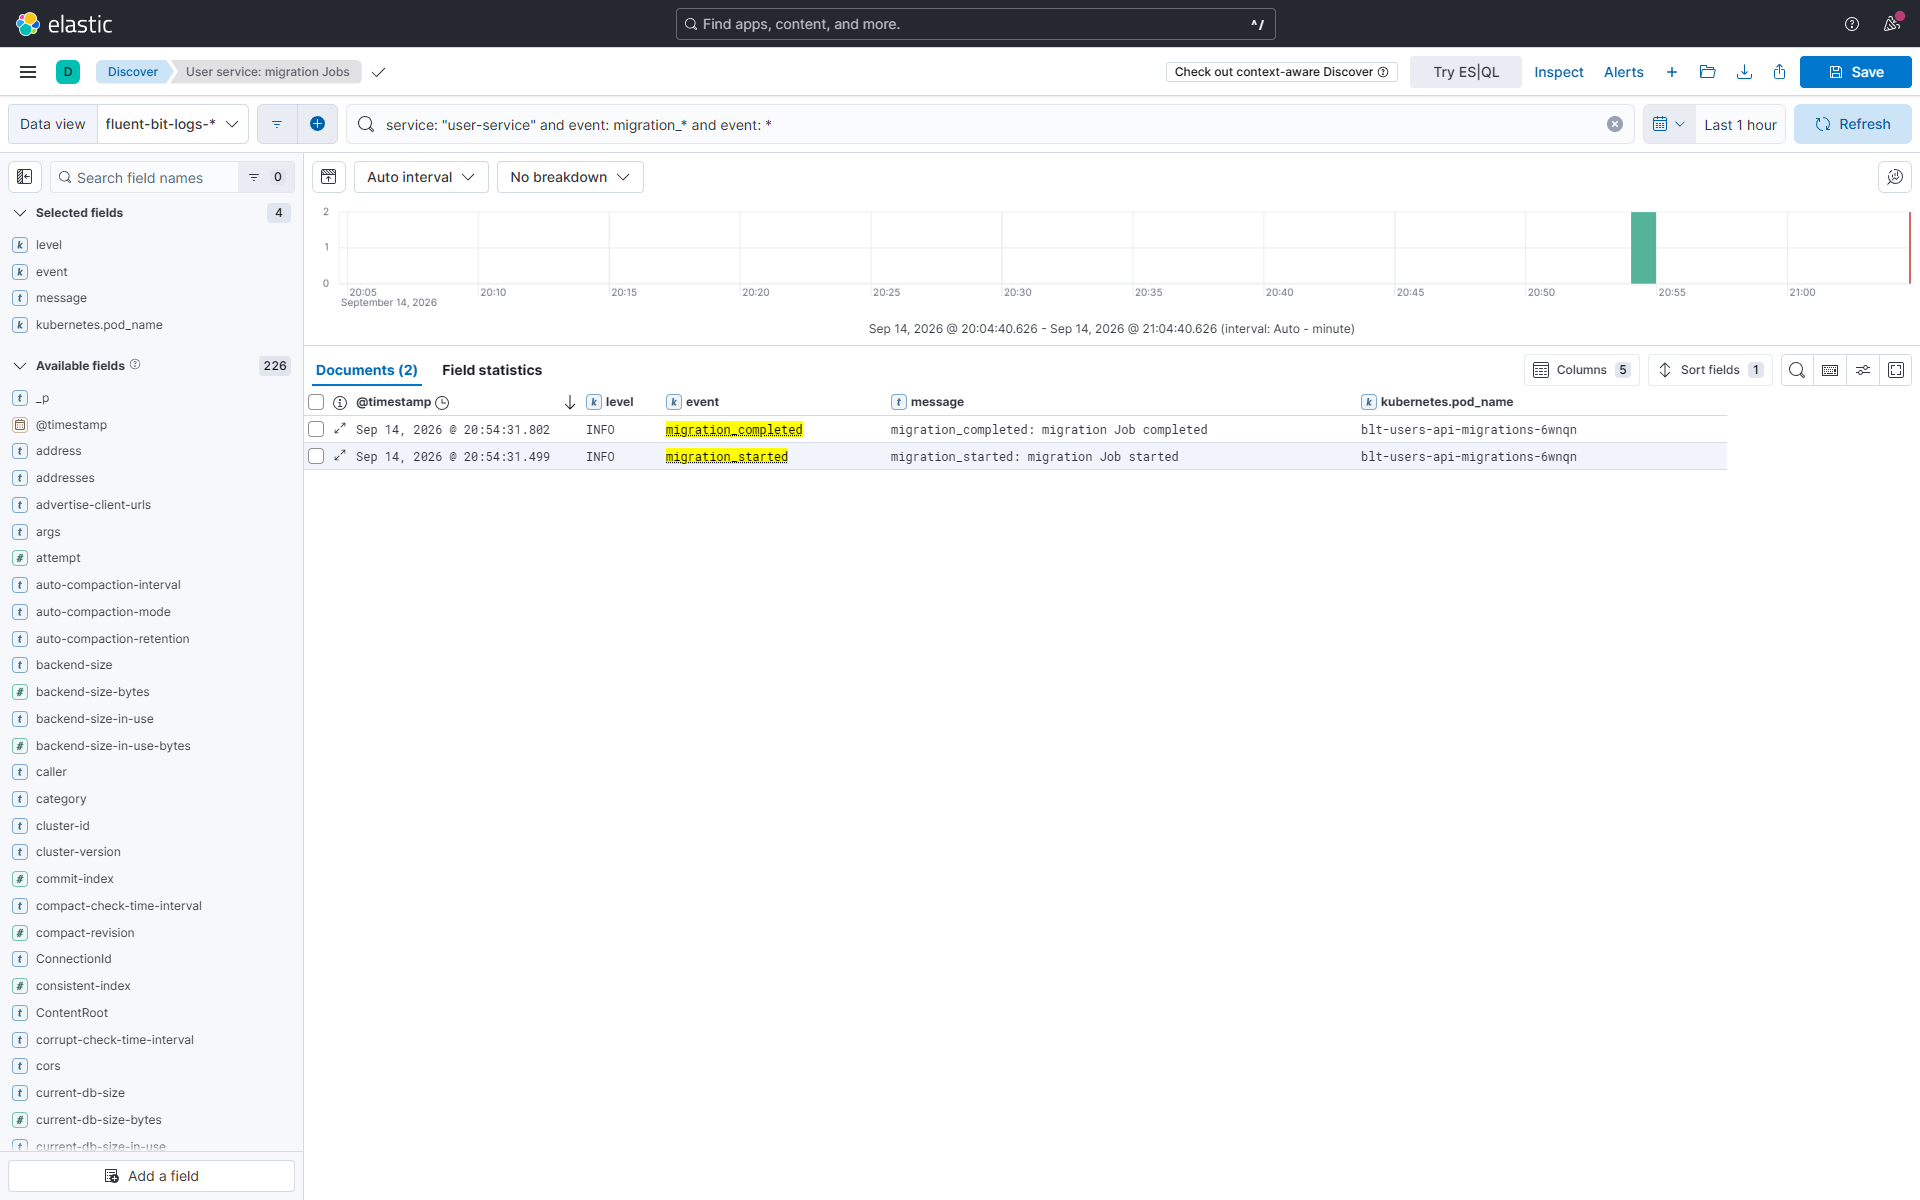 elastic
Find apps, content, and more.
^/
D
Discover
User service: migration Jobs
Check out context-aware Discover
Try ES|QL
Inspect
Alerts
Save
Data view
fluent-bit-logs-*
service: "user-service" and event: migration_* and event: *
Last 1 hour
Refresh
Search field names
0
Auto interval
No breakdown
Selected fields
4
k level
k event
t message
k kubernetes.pod_name
Available fields
226
t _p
@timestamp
t address
t addresses
t advertise-client-urls
t args
# attempt
t auto-compaction-interval
t auto-compaction-mode
t auto-compaction-retention
t backend-size
# backend-size-bytes
t backend-size-in-use
# backend-size-in-use-bytes
t caller
t category
t cluster-id
t cluster-version
# commit-index
t compact-check-time-interval
# compact-revision
t ConnectionId
# consistent-index
t ContentRoot
t corrupt-check-time-interval
t cors
t current-db-size
# current-db-size-bytes
t current-db-size-in-use
Add a field
2
1
0
20:05
20:10
20:15
20:20
20:25
20:30
20:35
20:40
20:45
20:50
20:55
21:00
September 14, 2026
Sep 14, 2026 @ 20:04:40.626 - Sep 14, 2026 @ 21:04:40.626 (interval: Auto - minute)
Documents (2)
Field statistics
Columns 5
Sort fields 1
@timestamp
k level
k event
t message
k kubernetes.pod_name
Sep 14, 2026 @ 20:54:31.802 INFO migration_completed migration_completed: migration Job completed blt-users-api-migrations-6wnqn
Sep 14, 2026 @ 20:54:31.499 INFO migration_started migration_started: migration Job started blt-users-api-migrations-6wnqn